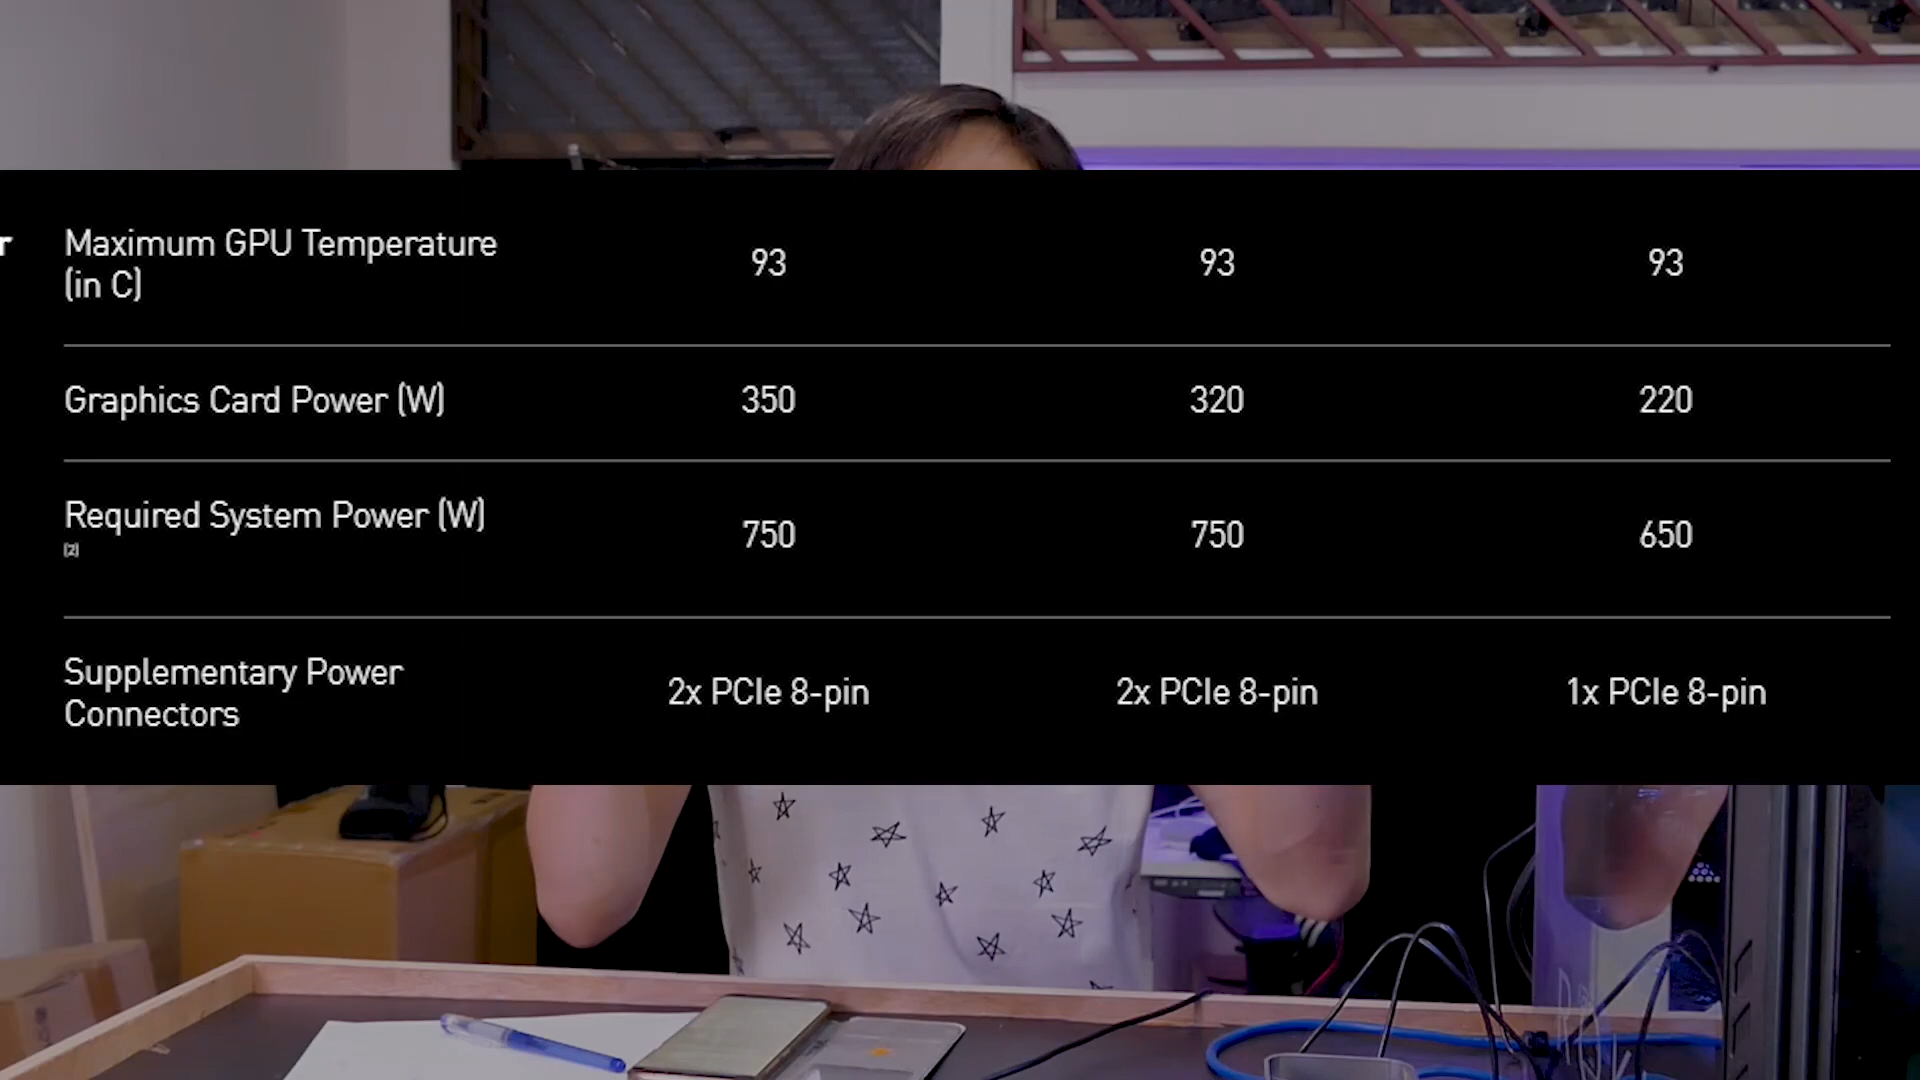 r
Maximum GPU Temperature
(in C)
93 93 93
Graphics Card Power (W) 350 320 220
Required System Power (W)
(2)
750 750 650
Supplementary Power
Connectors
2x PCIe 8-pin 2x PCIe 8-pin 1x PCIe 8-pin